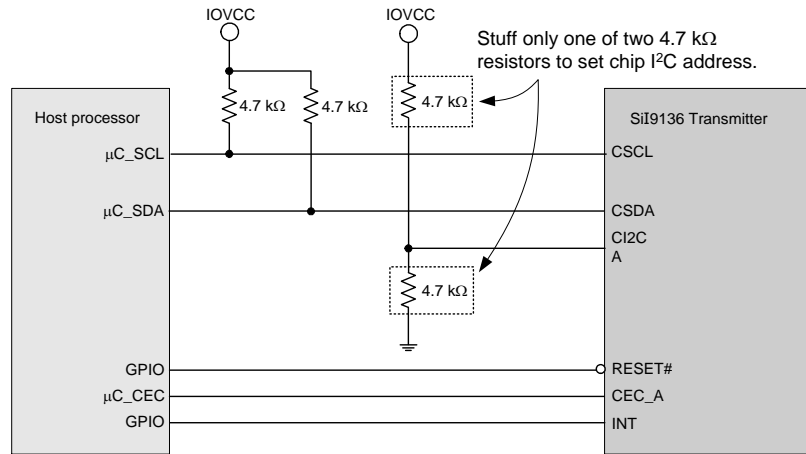 IOVCC
IOVCC
Stuff only one of two 4.7 kΩ
resistors to set chip I²C address.
4.7 kΩ
4.7 kΩ
4.7 kΩ
Host processor
SiI9136 Transmitter
μC_SCL
CSCL
μC_SDA
CSDA
CI2C
A
4.7 kΩ
GPIO
RESET#
μC_CEC
CEC_A
GPIO
INT